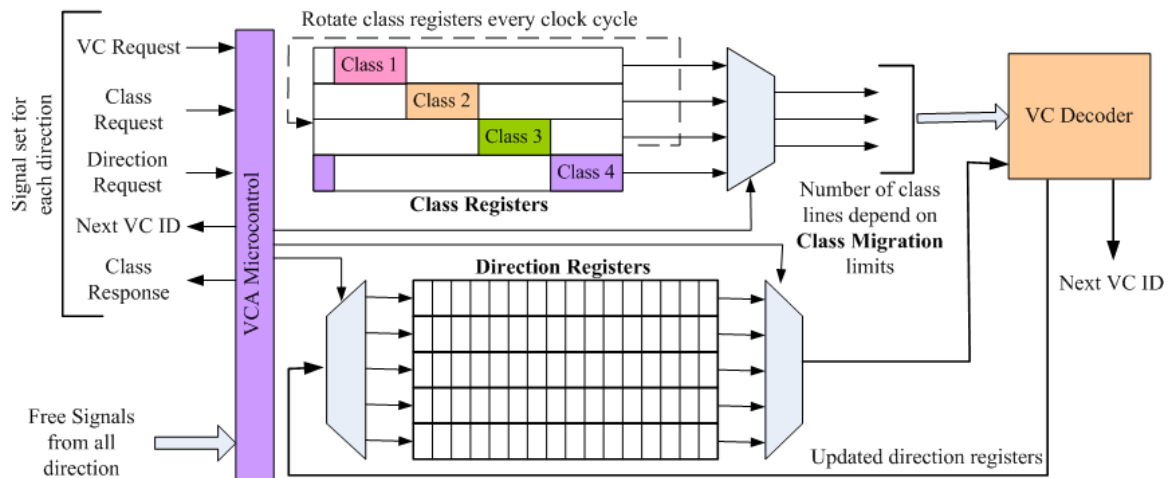 Rotate class registers every clock cycle
Signal set for
each direction
VC Request
Class
Request
Direction
Request
Next VC ID
Class
Response
Free Signals
from all
direction
VCA Microcontrol
Class 1
Class 2
Class 3
Class 4
Class Registers
Direction Registers
Number of class
lines depend on
Class Migration
limits
VC Decoder
Next VC ID
Updated direction registers